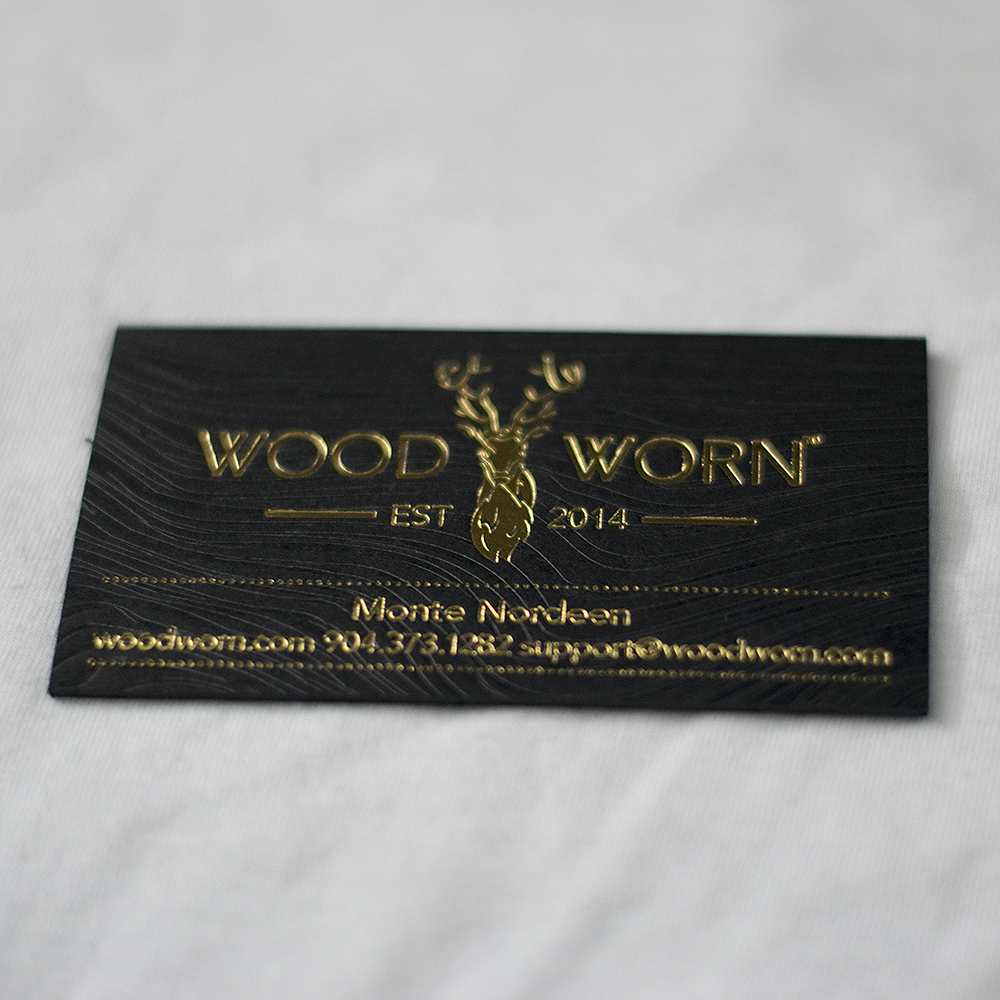 WOOD WORN™
EST 2014
Monte Nordeen
woodworn.com 904.373.1282 support@woodworn.com